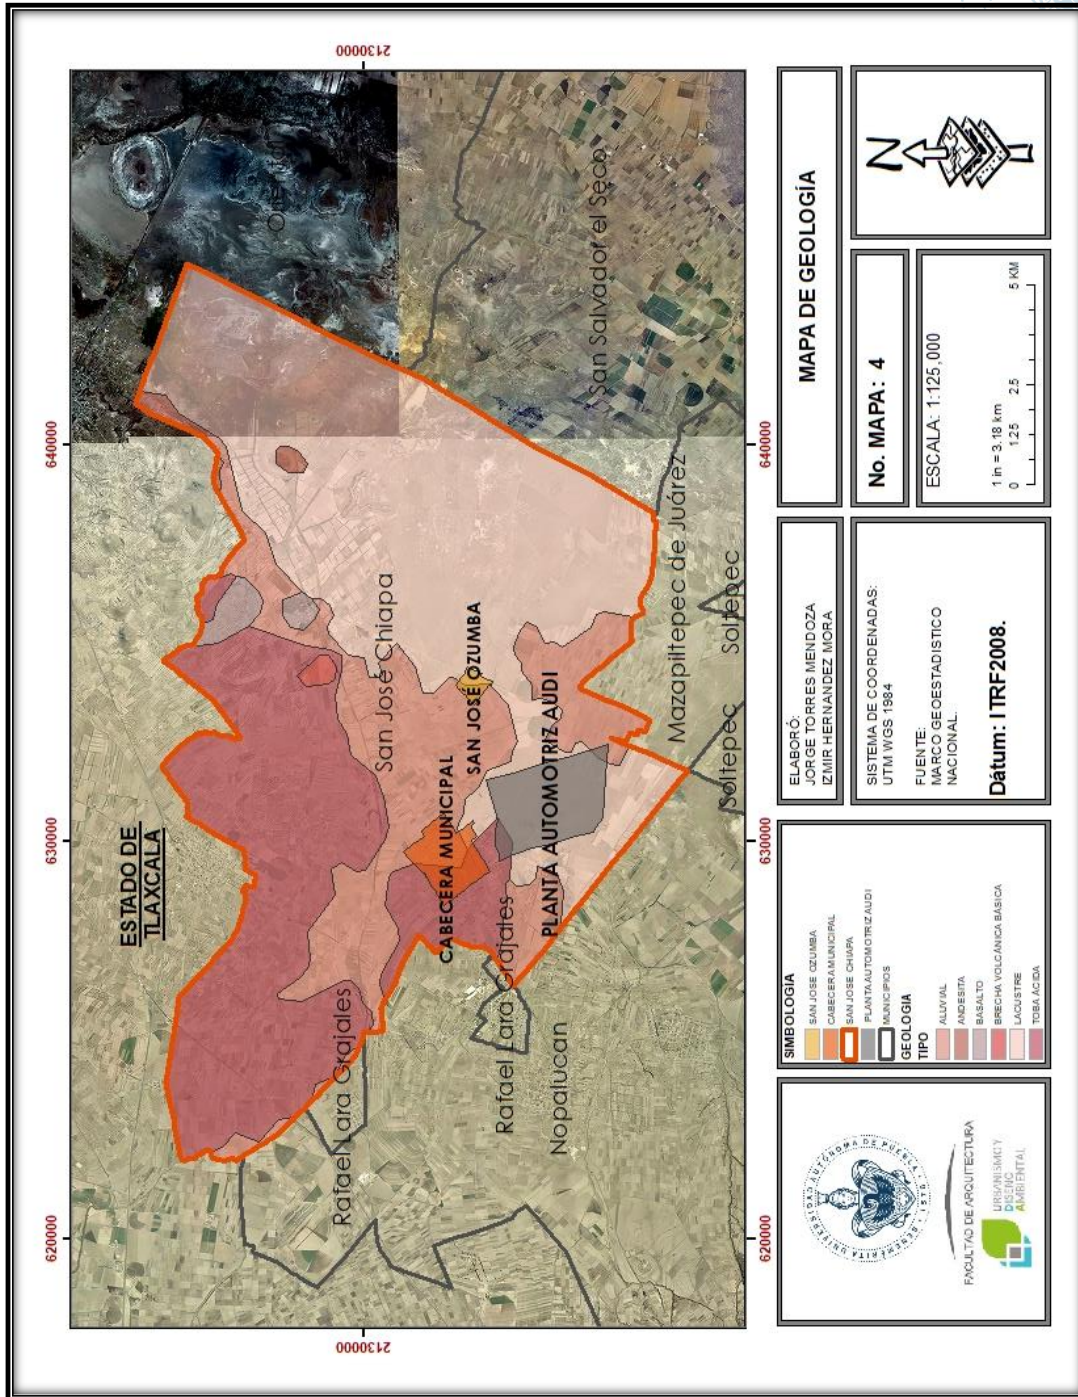 2130000
2130000
640000
640000
630000
630000
620000
620000
ESTADO DE
TLAXCALA
San José Chiapa
San Salvador el Seco
CABECERA MUNICIPAL
SAN JOSÉ OZUMBA
PLANTA AUTOMOTRIZ AUDI
Rafael Lara Grajales
Rafael Lara Grajales
Nopalucan
Mazapiltepec de Juárez
Soltepec
Soltepec
BENEMÉRITA UNIVERSIDAD AUTÓNOMA DE PUEBLA
FACULTAD DE ARQUITECTURA
URBANISMO Y
DISEÑO
AMBIENTAL
SIMBOLOGÍA
SAN JOSE OZUMBA
CABECERA MUNICIPAL
SAN JOSE CHIAPA
PLANTA AUTOMOTRIZ AUDI
MUNICIPIOS
GEOLOGIA
TIPO
ALUVIAL
ANDESITA
BASALTO
BRECHA VOLCÁNICA BÁSICA
LACUSTRE
TOBA ÁCIDA
ELABORÓ:
JORGE TORRES MENDOZA
IZMIR HERNANDEZ MORA
SISTEMA DE COORDENADAS:
UTM WGS 1984
FUENTE:
MARCO GEOESTADISTICO
NACIONAL.
Dátum: ITRF2008.
MAPA DE GEOLOGÍA
No. MAPA: 4
ESCALA: 1:125,000
1 in = 3.18 km
0 1.25 2.5 5 KM
N